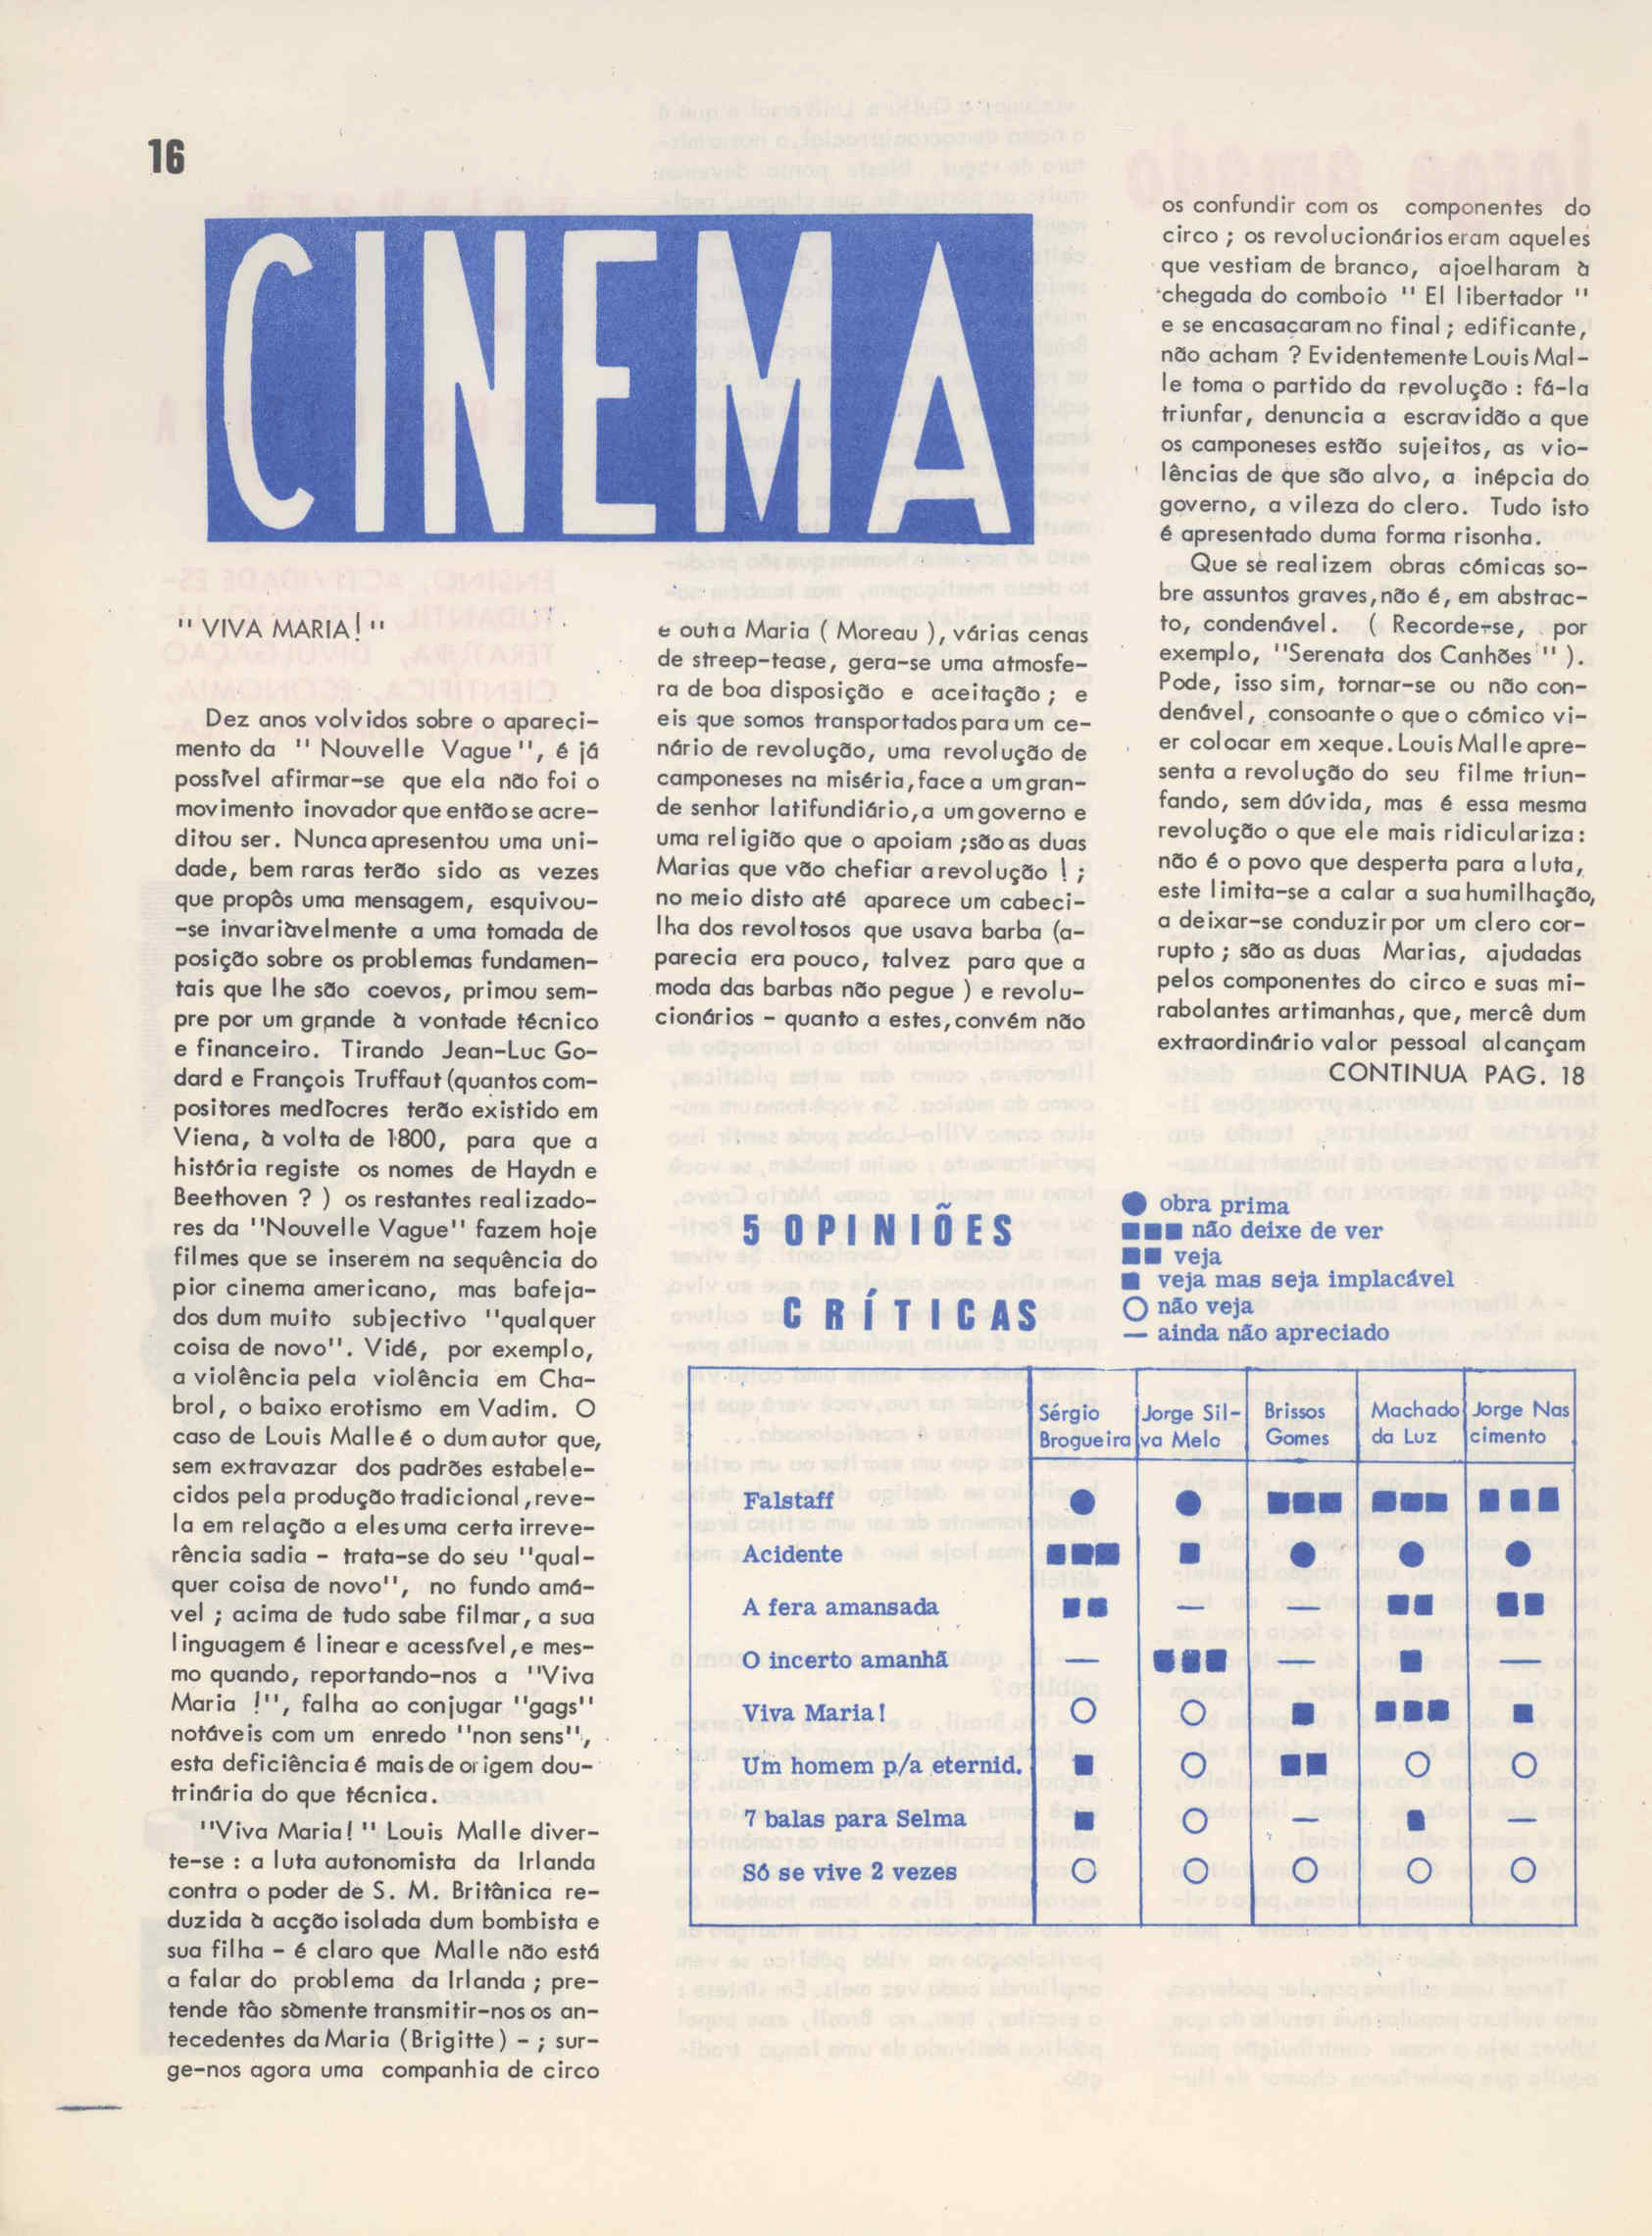 16
CINEMA
" VIVA MARIA! "
Dez anos volvidos sobre o apareci-
mento da " Nouvelle Vague", é já
possível afirmar-se que ela não foi o
movimento inovador que então se acre-
ditou ser. Nunca apresentou uma uni-
dade, bem raras terão sido as vezes
que propôs uma mensagem, esquivou-
-se invariàvelmente a uma tomada de
posição sobre os problemas fundamen-
tais que lhe são coevos, primou sem-
pre por um grande à vontade técnico
e financeiro. Tirando Jean-Luc Go-
dard e François Truffaut (quantos com-
positores medíocres terão existido em
Viena, à volta de 1800, para que a
história registe os nomes de Haydn e
Beethoven ? ) os restantes realizado-
res da "Nouvelle Vague" fazem hoje
filmes que se inserem na sequência do
pior cinema americano, mas bafeja-
dos dum muito subjectivo "qualquer
coisa de novo". Vidé, por exemplo,
a violência pela violência em Cha-
brol, o baixo erotismo em Vadim. O
caso de Louis Malle é o dum autor que,
sem extravazar dos padrões estabele-
cidos pela produção tradicional, reve-
la em relação a eles uma certa irreve-
rência sadia - trata-se do seu "qual-
quer coisa de novo", no fundo amá-
vel ; acima de tudo sabe filmar, a sua
linguagem é linear e acessível, e mes-
mo quando, reportando-nos a "Viva
Maria !", falha ao conjugar "gags"
notáveis com um enredo "non sens",
esta deficiência é mais de origem dou-
trinária do que técnica.
"Viva Maria! " Louis Malle diver-
te-se : a luta autonomista da Irlanda
contra o poder de S. M. Britânica re-
duzida à acção isolada dum bombista e
sua filha - é claro que Malle não está
a falar do problema da Irlanda ; pre-
tende tão sòmente transmitir-nos os an-
tecedentes da Maria (Brigitte) - ; sur-
ge-nos agora uma companhia de circo
e outra Maria ( Moreau ), várias cenas
de streep-tease, gera-se uma atmosfe-
ra de boa disposição e aceitação ; e
eis que somos transportados para um ce-
nário de revolução, uma revolução de
camponeses na miséria, face a um gran-
de senhor latifundiário, a um governo e
uma religião que o apoiam ; são as duas
Marias que vão chefiar a revolução ! ;
no meio disto até aparece um cabeci-
lha dos revoltosos que usava barba (a-
parecia era pouco, talvez para que a
moda das barbas não pegue ) e revolu-
cionários - quanto a estes, convém não
os confundir com os componentes do
circo ; os revolucionários eram aqueles
que vestiam de branco, ajoelharam à
chegada do comboio " El libertador "
e se encasacaram no final ; edificante,
não acham ? Evidentemente Louis Mal-
le toma o partido da revolução : fá-la
triunfar, denuncia a escravidão a que
os camponeses estão sujeitos, as vio-
lências de que são alvo, a inépcia do
governo, a vileza do clero. Tudo isto
é apresentado duma forma risonha.
Que se realizem obras cómicas so-
bre assuntos graves, não é, em abstrac-
to, condenável. ( Recorde-se, por
exemplo, "Serenata dos Canhões " ).
Pode, isso sim, tornar-se ou não con-
denável, consoante o que o cómico vi-
er colocar em xeque. Louis Malle apre-
senta a revolução do seu filme triun-
fando, sem dúvida, mas é essa mesma
revolução o que ele mais ridiculariza:
não é o povo que desperta para a luta,
este limita-se a calar a sua humilhação,
a deixar-se conduzir por um clero cor-
rupto ; são as duas Marias, ajudadas
pelos componentes do circo e suas mi-
rabolantes artimanhas, que, mercê dum
extraordinário valor pessoal alcançam
CONTINUA PAG. 18
5 OPINIÕES
CRÍTICAS
● obra prima
■■■ não deixe de ver
■■ veja
■ veja mas seja implacável
○ não veja
— ainda não apreciado
Sérgio Brogueira | Jorge Sil-va Melo | Brissos Gomes | Machado da Luz | Jorge Nas cimento
Falstaff ● ● ■■■ ■■■ ■■■
Acidente ■■■ ■ ● ● ●
A fera amansada ■■ — — ■■ ■■
O incerto amanhã — ■■■ — ■ —
Viva Maria! ○ ○ ■ ■■■ ■
Um homem p/a eternid. ■ ○ ■■ ○ ○
7 balas para Selma ■ ○ — ■ —
Só se vive 2 vezes ○ ○ ○ ○ ○